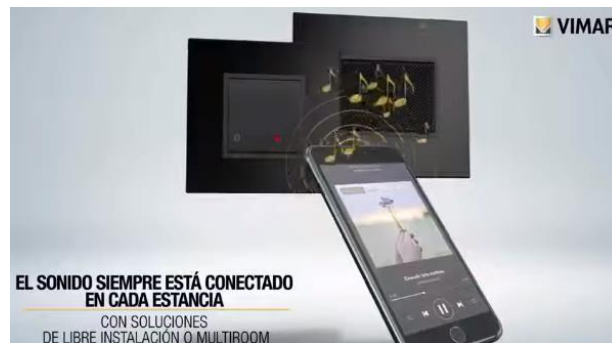 VIMAR
EL SONIDO SIEMPRE ESTÁ CONECTADO
EN CADA ESTANCIA
CON SOLUCIONES
DE LIBRE INSTALACIÓN O MULTIROOM